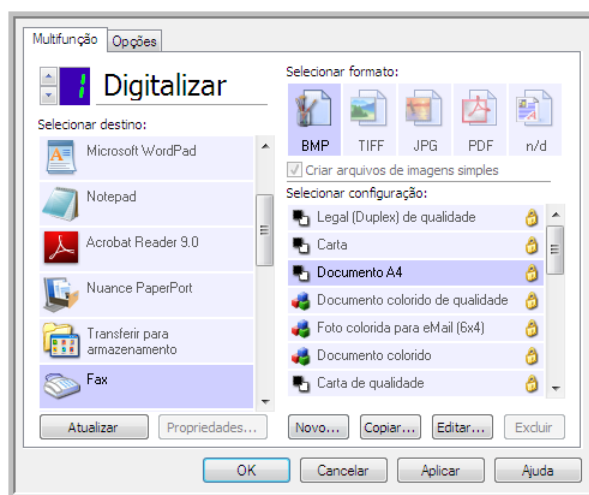 Multifunção
Opções
1
Digitalizar
Selecionar destino:
Microsoft WordPad
Notepad
Acrobat Reader 9.0
Nuance PaperPort
Transferir para
armazenamento
Fax
Atualizar
Propriedades...
Selecionar formato:
BMP
TIFF
JPG
PDF
n/d
Criar arquivos de imagens simples
Selecionar configuração:
Legal (Duplex) de qualidade
Carta
Documento A4
Documento colorido de qualidade
Foto colorida para eMail (6x4)
Documento colorido
Carta de qualidade
Novo...
Copiar...
Editar...
Excluir
OK
Cancelar
Aplicar
Ajuda